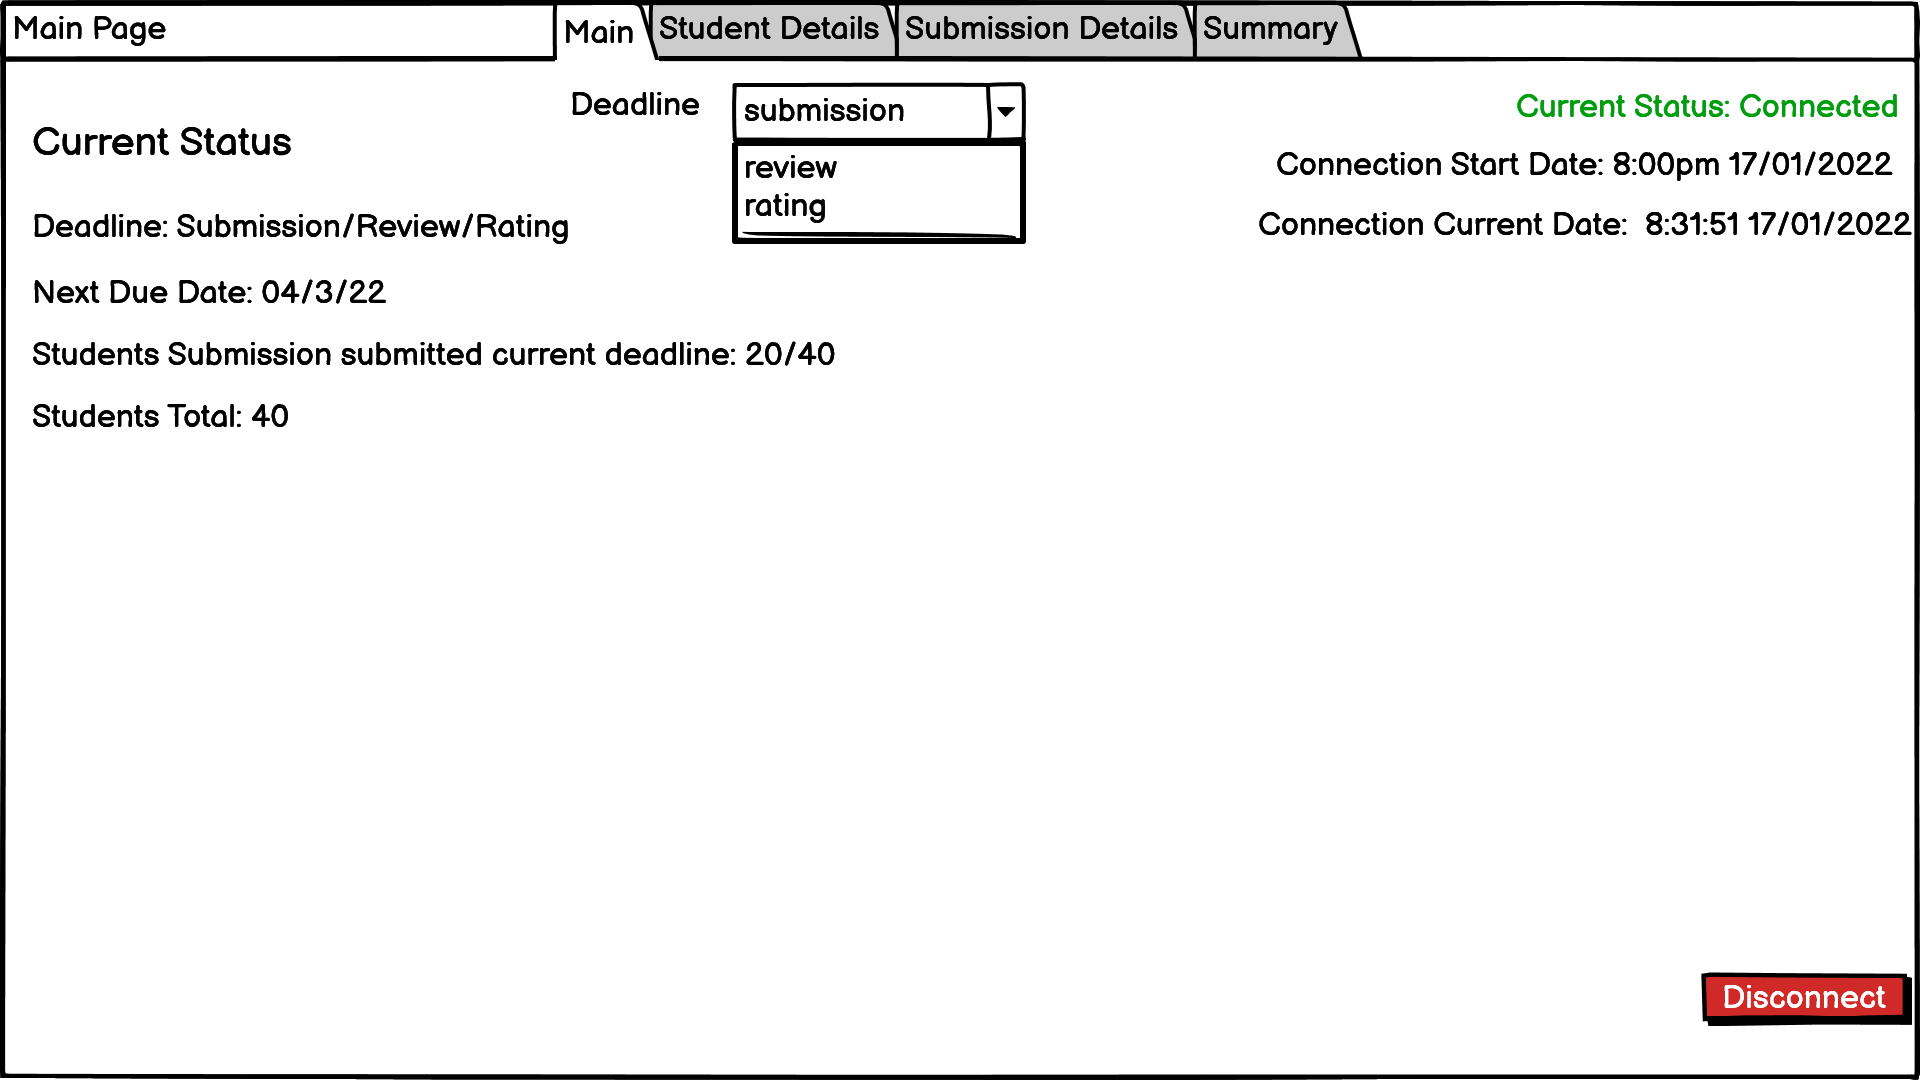 Main Page
Main
Student Details
Submission Details
Summary
Deadline
submission
review
rating
Current Status: Connected
Connection Start Date: 8:00pm 17/01/2022
Connection Current Date: 8:31:51 17/01/2022
Current Status
Deadline: Submission/Review/Rating
Next Due Date: 04/3/22
Students Submission submitted current deadline: 20/40
Students Total: 40
Disconnect